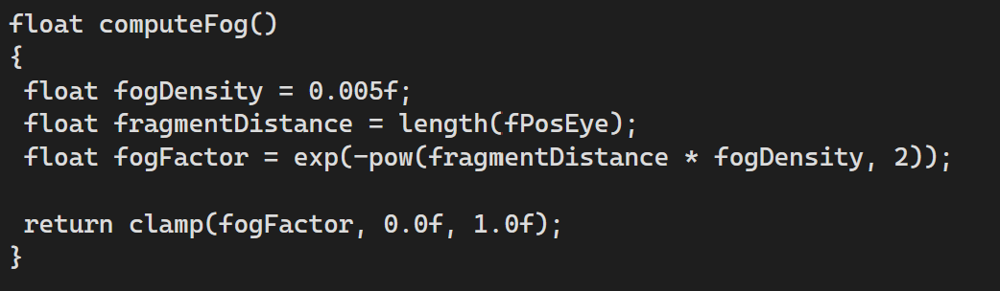 float computeFog()
{
 float fogDensity = 0.005f;
 float fragmentDistance = length(fPosEye);
 float fogFactor = exp(-pow(fragmentDistance * fogDensity, 2));

 return clamp(fogFactor, 0.0f, 1.0f);
}